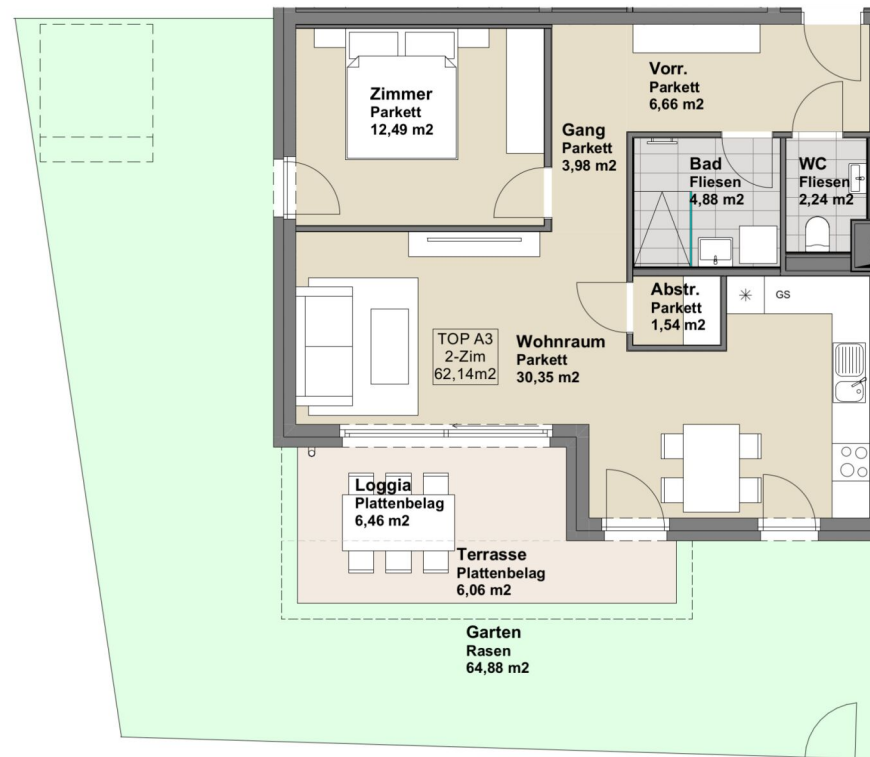 Zimmer
Parkett
12,49 m2
Vorr.
Parkett
6,66 m2
Gang
Parkett
3,98 m2
Bad
Fliesen
4,88 m2
WC
Fliesen
2,24 m2
Abstr.
Parkett
1,54 m2
GS
TOP A3
2-Zim
62,14m2
Wohnraum
Parkett
30,35 m2
Loggia
Plattenbelag
6,46 m2
Terrasse
Plattenbelag
6,06 m2
Garten
Rasen
64,88 m2